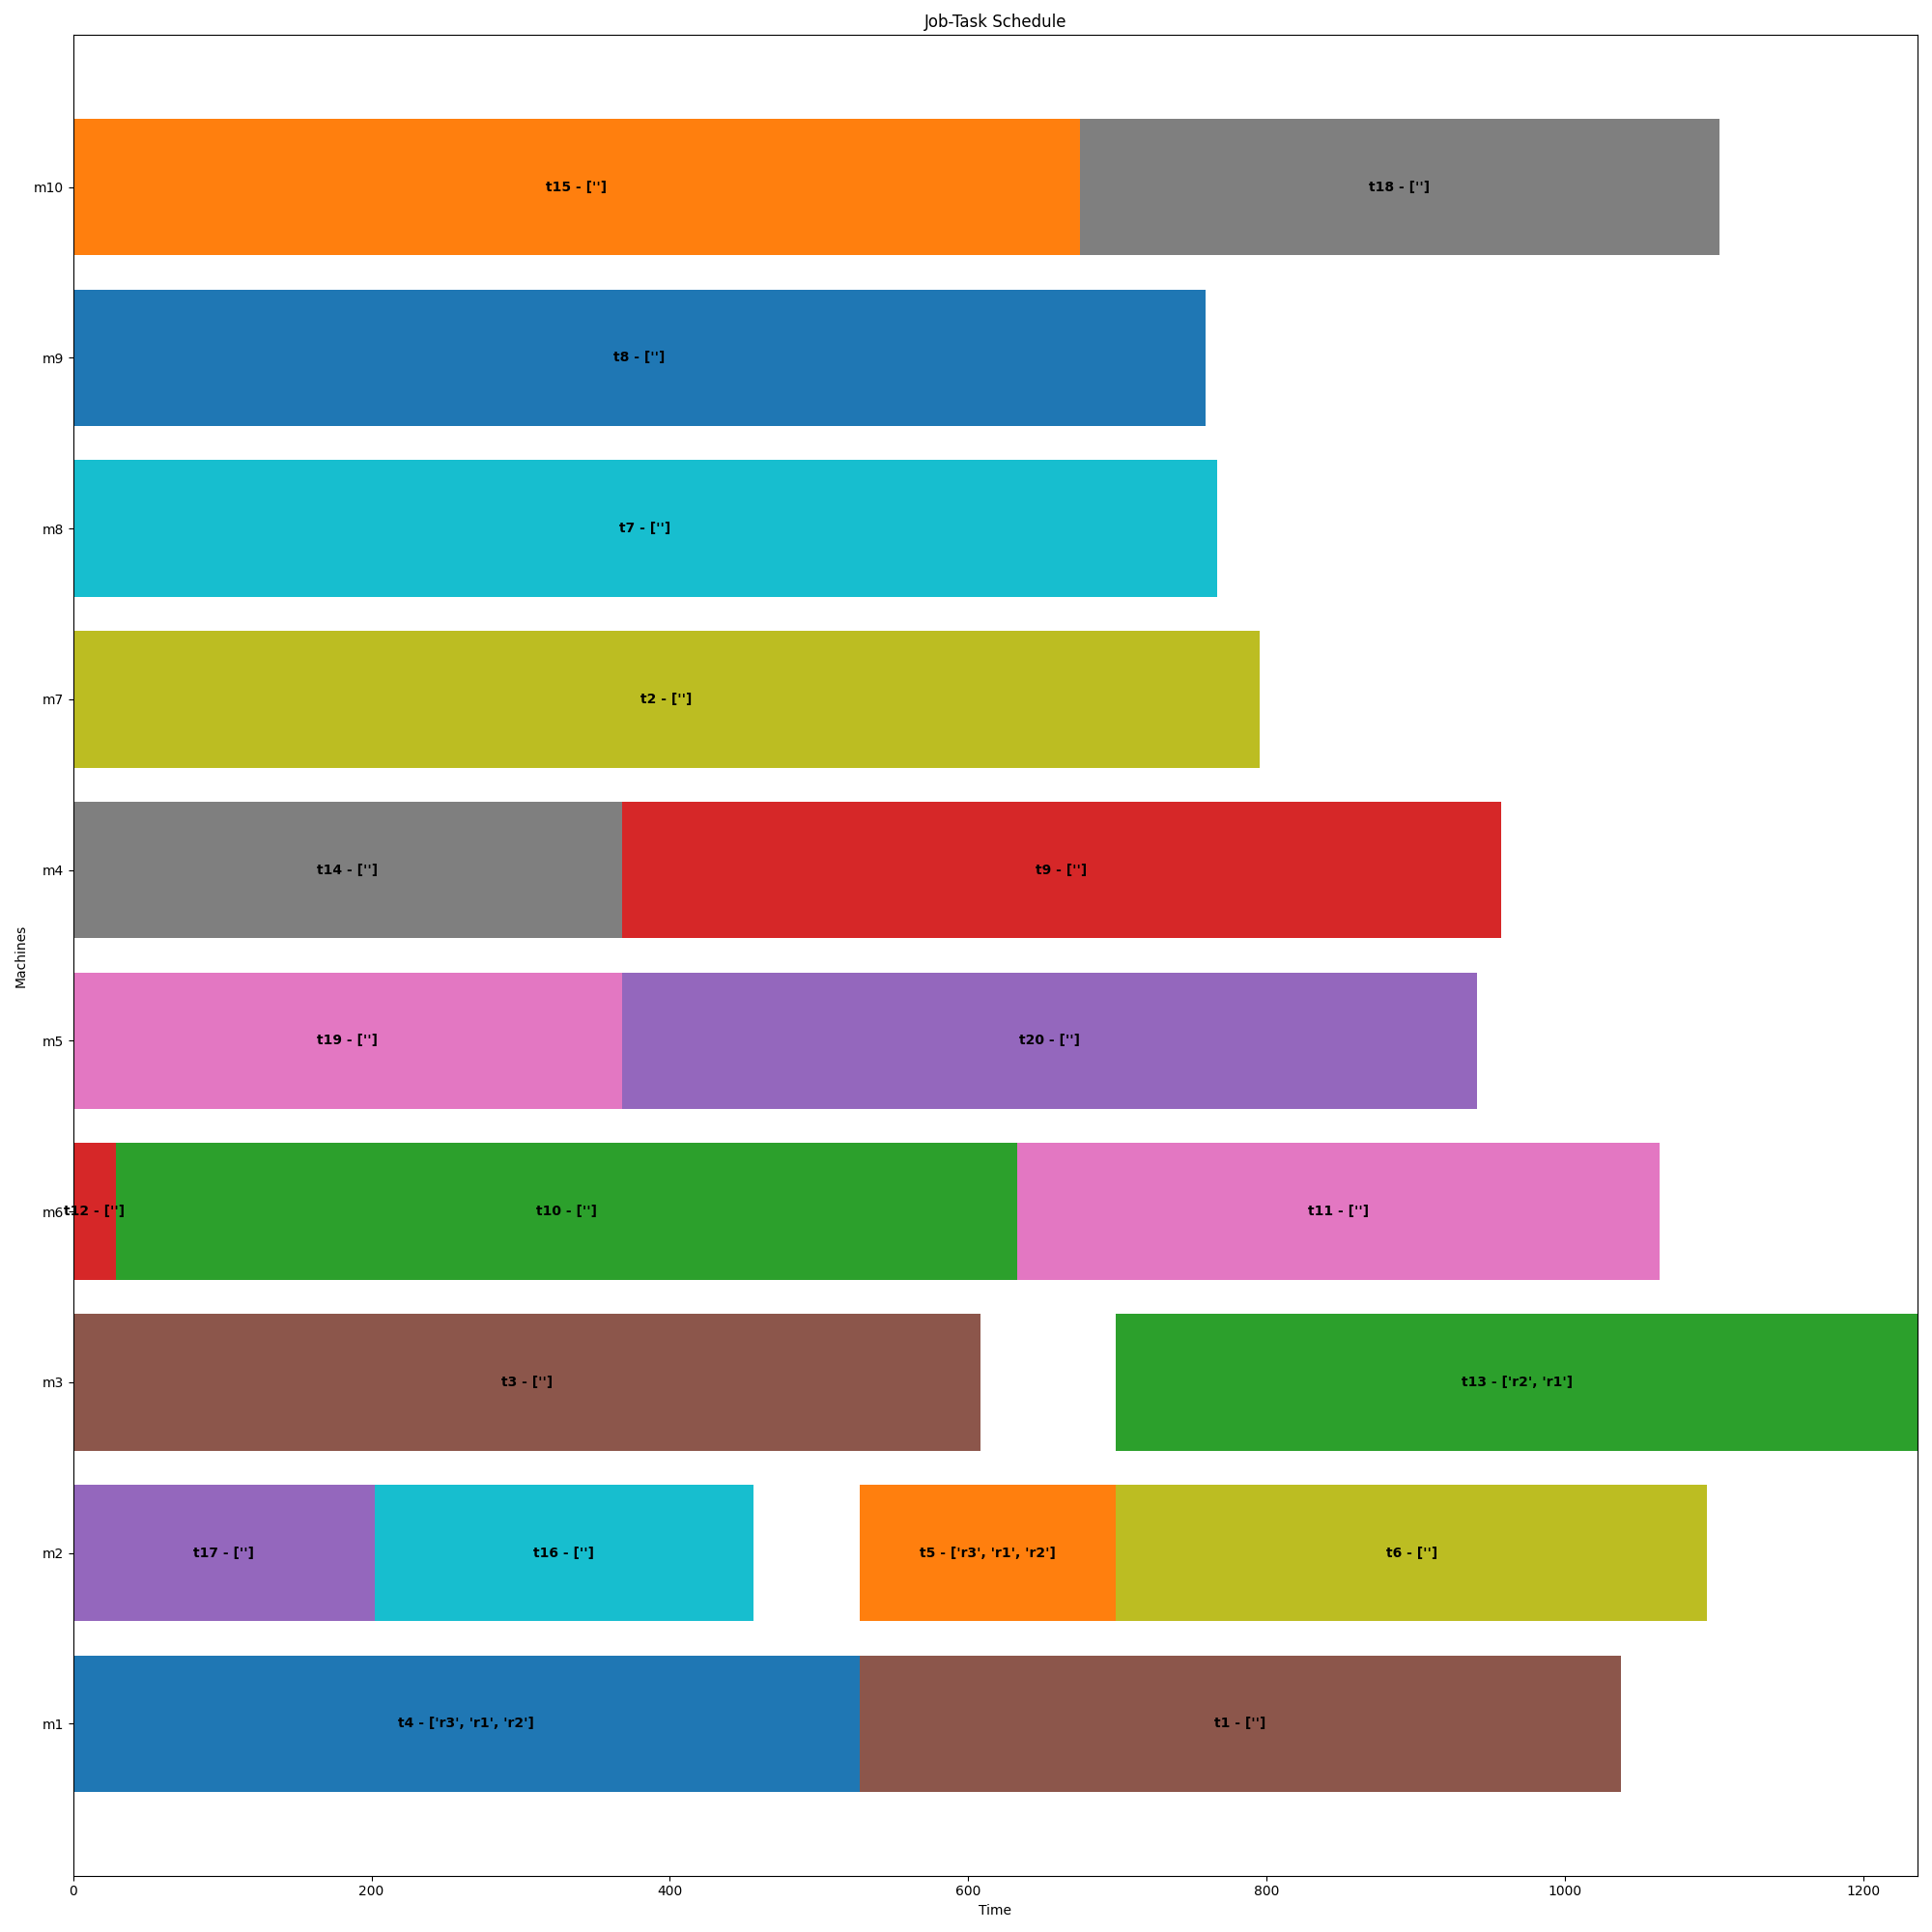 Job-Task Schedule
m10
t15 - ['']
t18 - ['']
m9
t8 - ['']
m8
t7 - ['']
m7
t2 - ['']
m4
t14 - ['']
t9 - ['']
m5
t19 - ['']
t20 - ['']
m6
t12 - ['']
t10 - ['']
t11 - ['']
m3
t3 - ['']
t13 - ['r2', 'r1']
m2
t17 - ['']
t16 - ['']
t5 - ['r3', 'r1', 'r2']
t6 - ['']
m1
t4 - ['r3', 'r1', 'r2']
t1 - ['']
Machines
0 200 400 600 800 1000 1200
Time